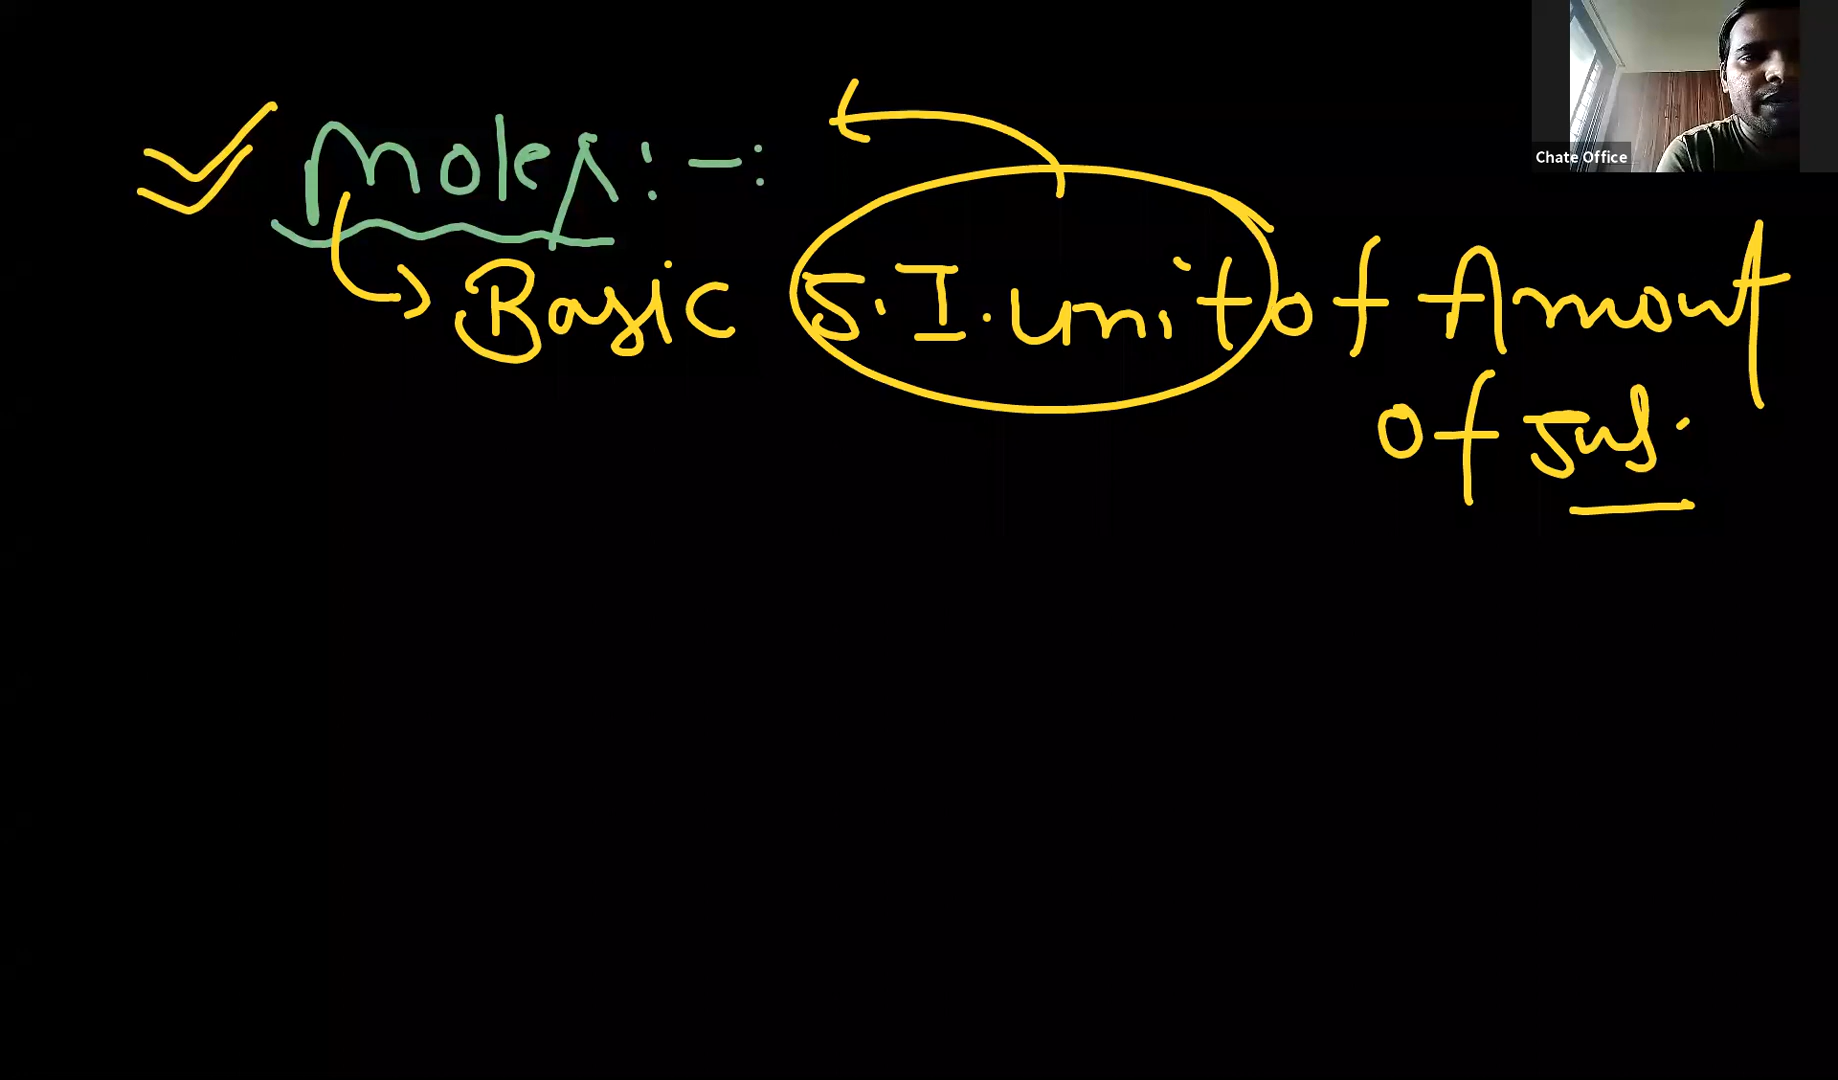 Moles:-:
Basic S.I. unit of Amount
of sub.
Chate Office